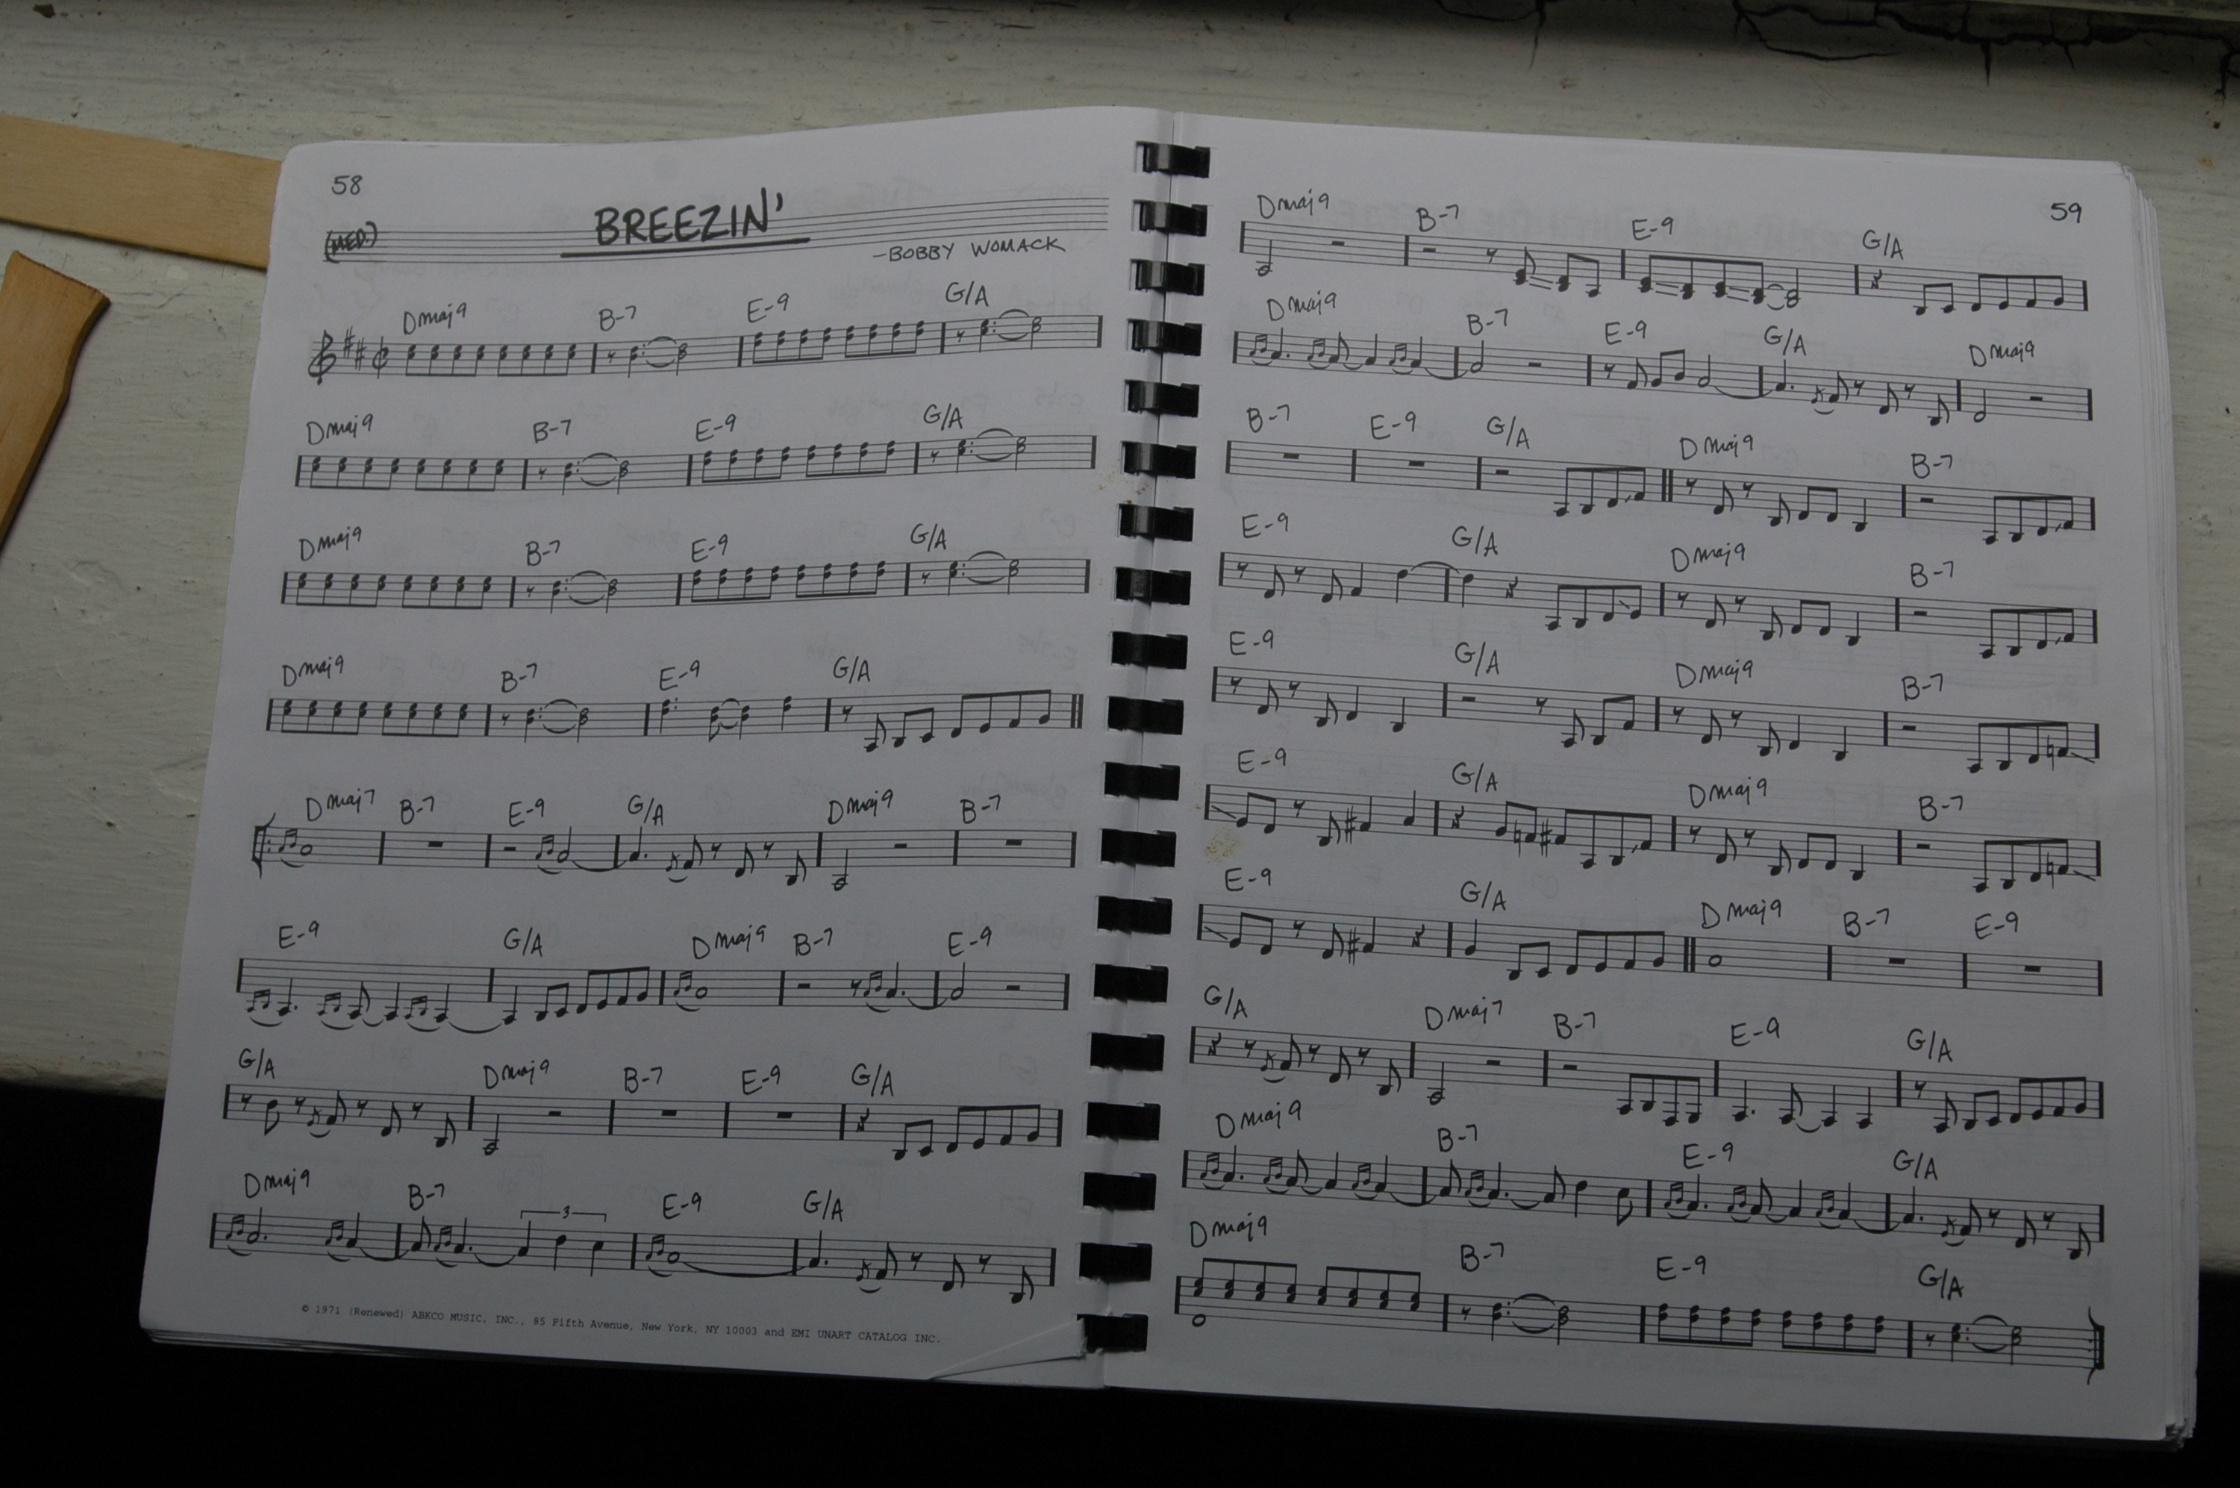 58
BREEZIN'
(MED.)
-BOBBY WOMACK
Dmaj9 B-7 E-9 G/A
Dmaj9 B-7 E-9 G/A
Dmaj9 B-7 E-9 G/A
Dmaj9 B-7 E-9 G/A
Dmaj7 B-7 E-9 G/A Dmaj9 B-7
E-9 G/A Dmaj9 B-7 E-9
G/A Dmaj9 B-7 E-9 G/A
Dmaj9 B-7 3 E-9 G/A
© 1971 (Renewed) ABKCO MUSIC, INC., 85 Fifth Avenue, New York, NY 10003 and EMI UNART CATALOG INC.
59
Dmaj9 B-7 E-9 G/A
Dmaj9 B-7 E-9 G/A Dmaj9
B-7 E-9 G/A Dmaj9 B-7
E-9 G/A Dmaj9 B-7
E-9 G/A Dmaj9 B-7
E-9 G/A Dmaj9 B-7
E-9 G/A Dmaj9 B-7 E-9
G/A Dmaj7 B-7 E-9 G/A
Dmaj9 B-7 E-9 G/A
Dmaj9 B-7 E-9 G/A